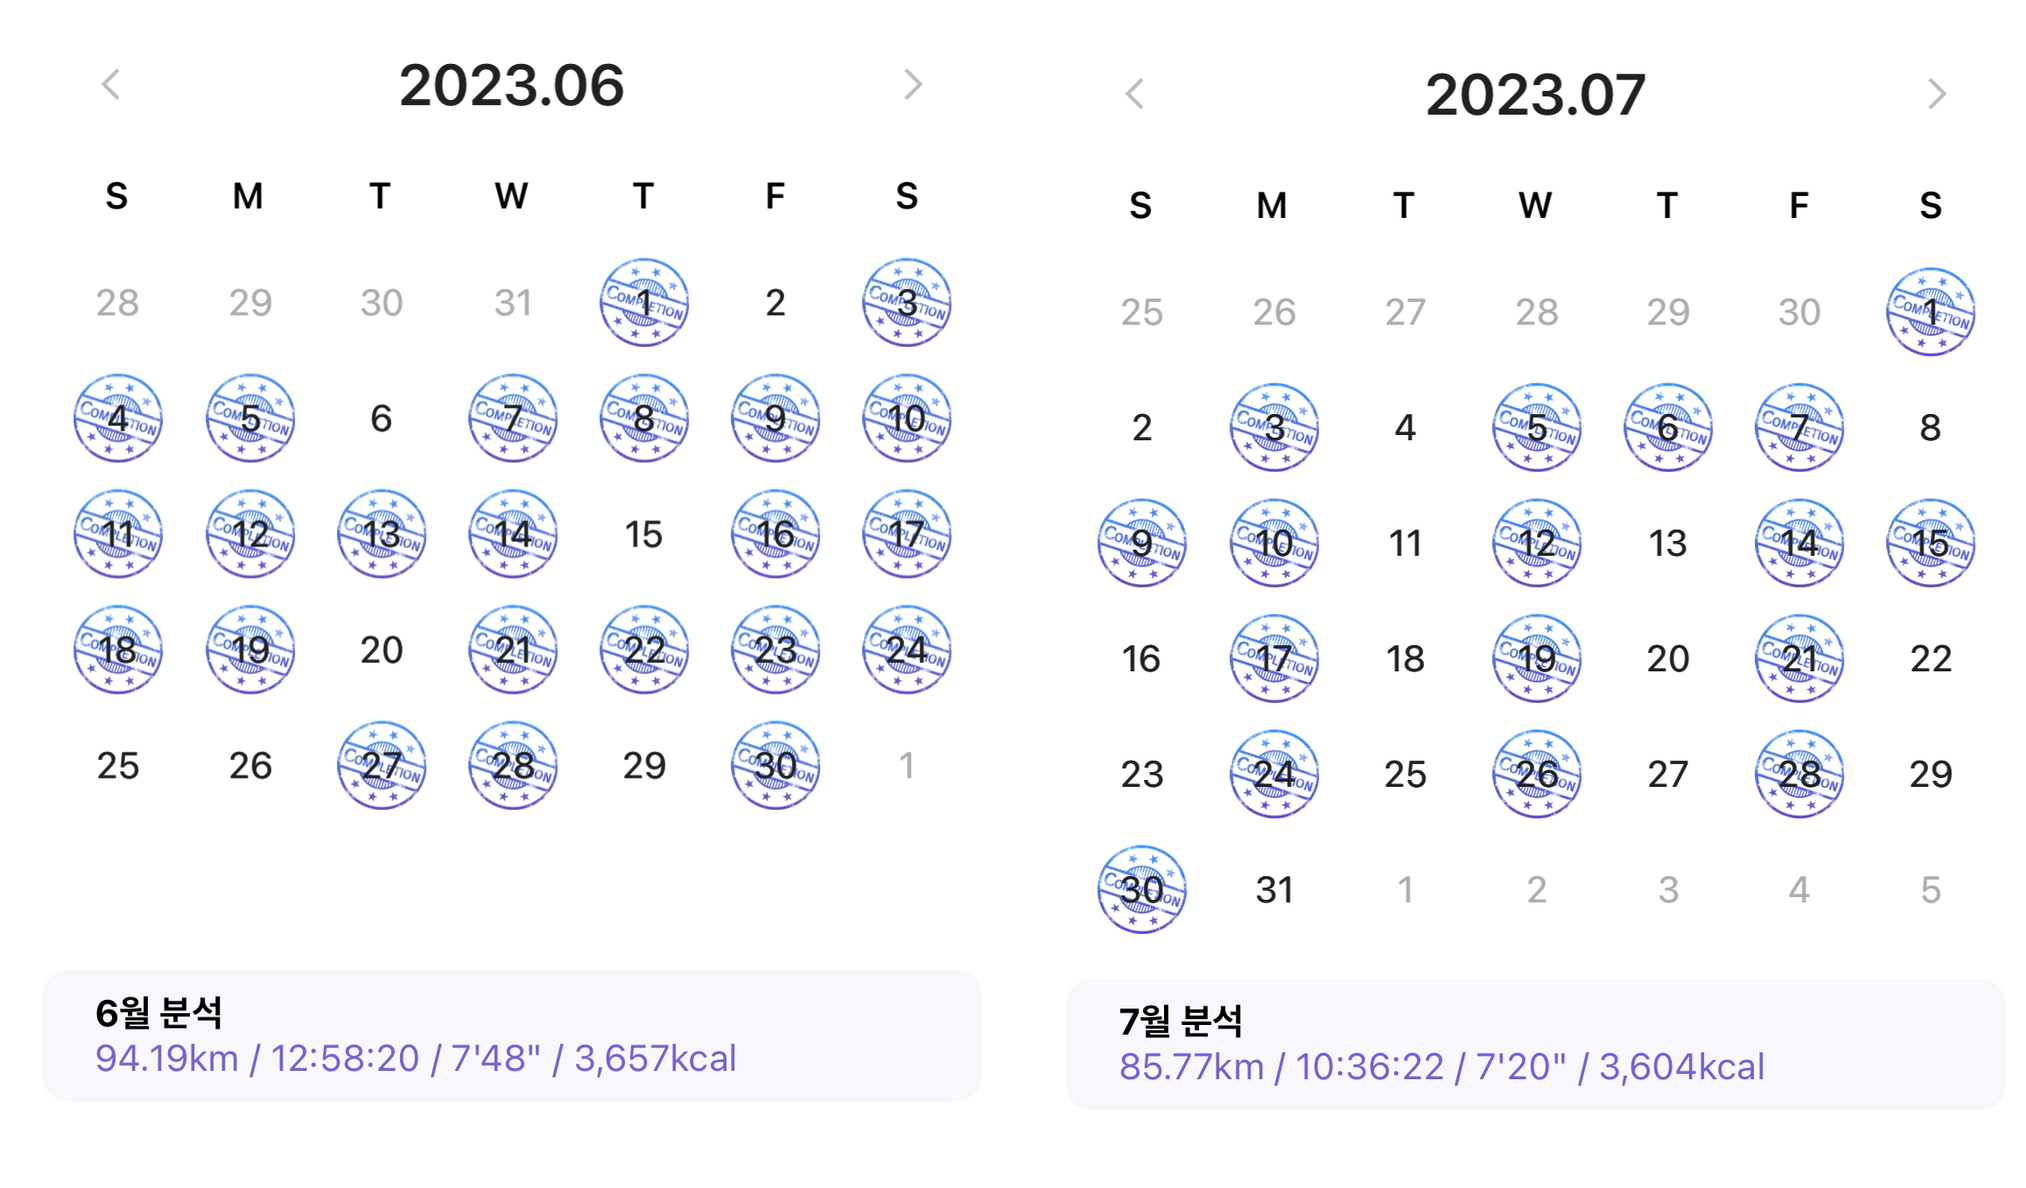 2023.06
S M T W T F S
28 29 30 31 1 2 3
4 5 6 7 8 9 10
11 12 13 14 15 16 17
18 19 20 21 22 23 24
25 26 27 28 29 30 1
6월 분석
94.19km / 12:58:20 / 7'48" / 3,657kcal
2023.07
S M T W T F S
25 26 27 28 29 30 1
2 3 4 5 6 7 8
9 10 11 12 13 14 15
16 17 18 19 20 21 22
23 24 25 26 27 28 29
30 31 1 2 3 4 5
7월 분석
85.77km / 10:36:22 / 7'20" / 3,604kcal